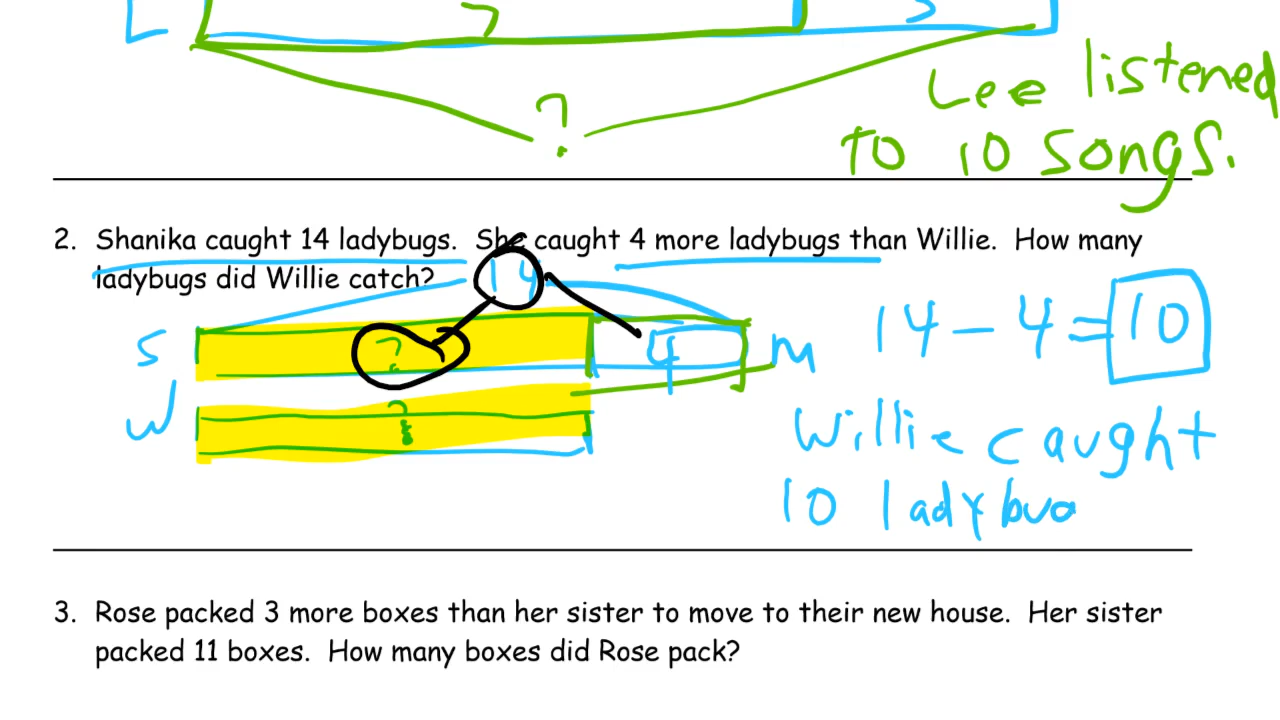 ?
Lee listened
to 10 songs.
2. Shanika caught 14 ladybugs. She caught 4 more ladybugs than Willie. How many
ladybugs did Willie catch?
14
S ? 4 M
W ?
14 - 4 = 10
Willie caught
10 ladybug
3. Rose packed 3 more boxes than her sister to move to their new house. Her sister
packed 11 boxes. How many boxes did Rose pack?